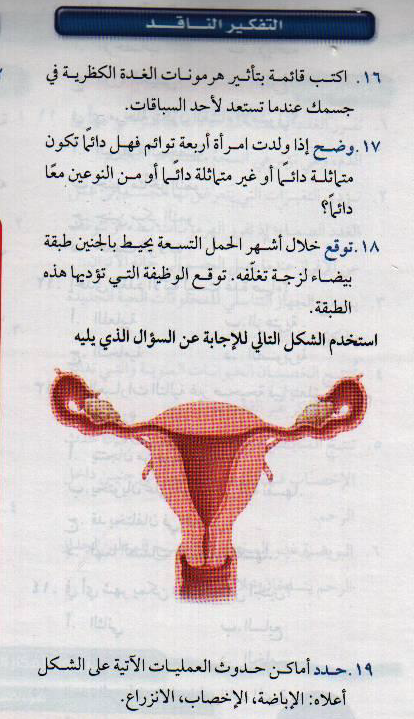 التفكير الناقد
١٦. اكتب قائمة بتأثير هرمونات الغدة الكظرية في
جسمك عندما تستعد لأحد السباقات.
١٧. وضح إذا ولدت امرأة أربعة توائم فهل دائمًا تكون
متماثلة دائمًا أو غير متماثلة دائمًا أو من النوعين معًا
دائمًا؟
١٨. توقع خلال أشهر الحمل التسعة يحيط بالجنين طبقة
بيضاء لزجة تغلّفه. توقع الوظيفة التي تؤديها هذه
الطبقة.
استخدم الشكل التالي للإجابة عن السؤال الذي يليه
١٩. حدد أماكن حدوث العمليات الآتية على الشكل
أعلاه: الإباضة، الإخصاب، الانزراع.